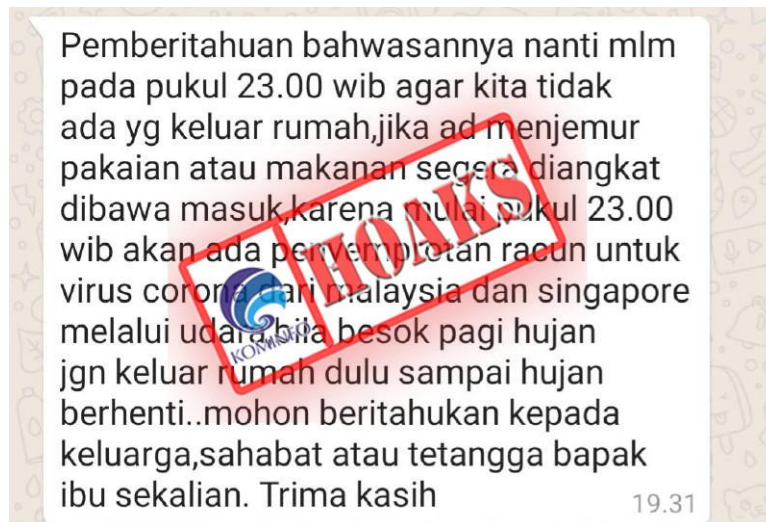 Pemberitahuan bahwasannya nanti mlm
pada pukul 23.00 wib agar kita tidak
ada yg keluar rumah,jika ad menjemur
pakaian atau makanan segera diangkat
dibawa masuk,karena mulai pukul 23.00
wib akan ada penyemprotan racun untuk
virus corona dari malaysia dan singapore
melalui udara,bila besok pagi hujan
jgn keluar rumah dulu sampai hujan
berhenti..mohon beritahukan kepada
keluarga,sahabat atau tetangga bapak
ibu sekalian. Trima kasih
19.31
KOMINFO
HOAKS